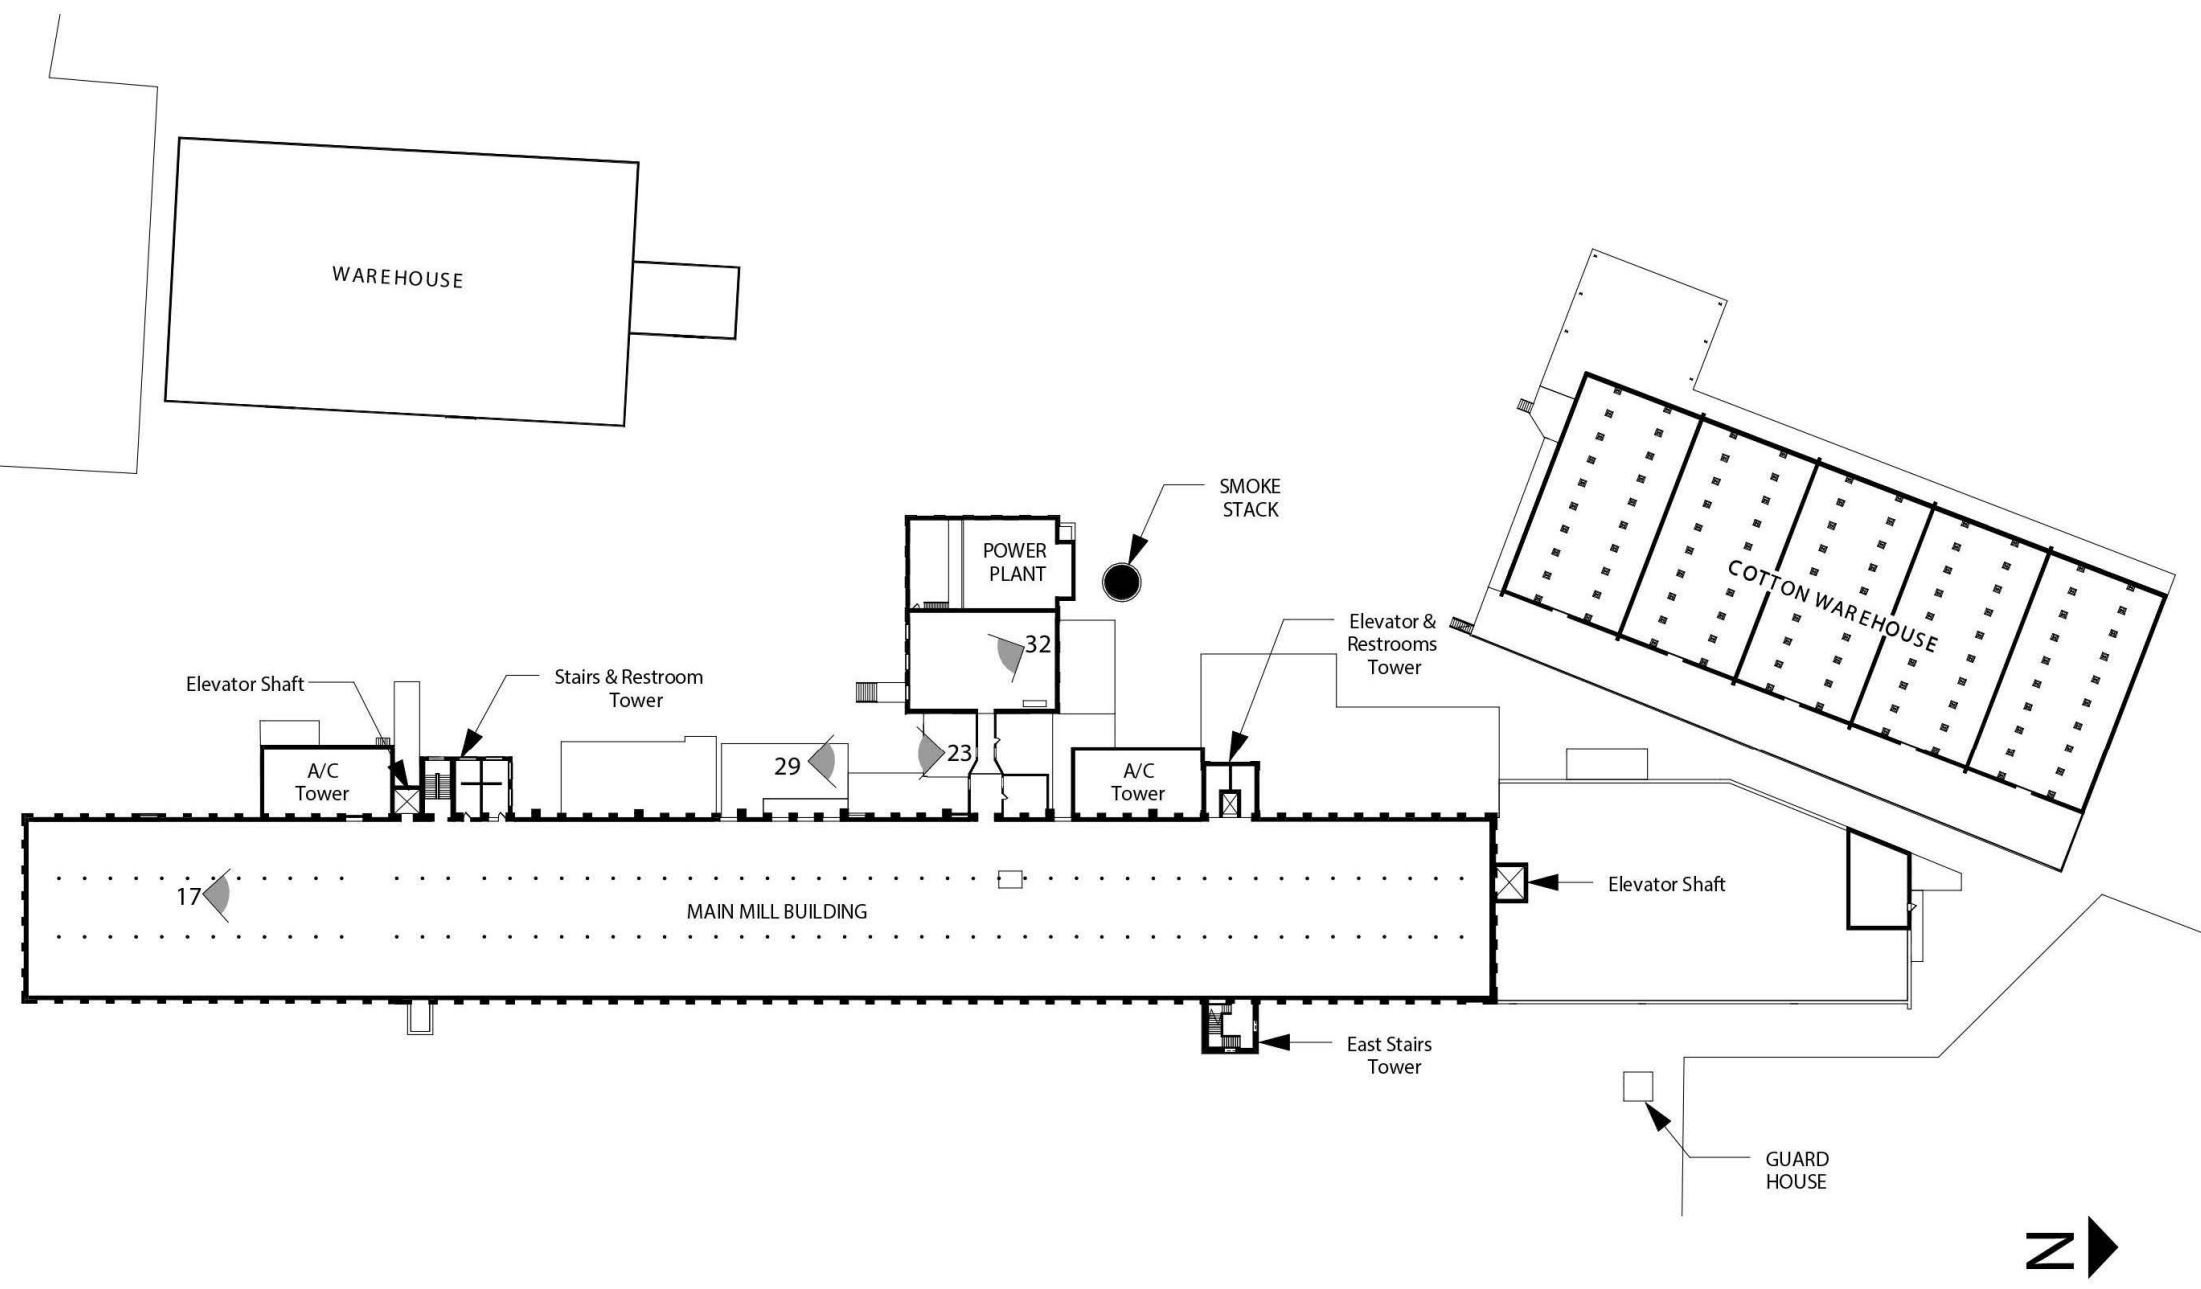 WAREHOUSE
SMOKE
STACK
POWER
PLANT
COTTON WAREHOUSE
Elevator &
Restrooms
Tower
32
Elevator Shaft
Stairs & Restroom
Tower
A/C
Tower
29
23
A/C
Tower
17
MAIN MILL BUILDING
Elevator Shaft
East Stairs
Tower
GUARD
HOUSE
N